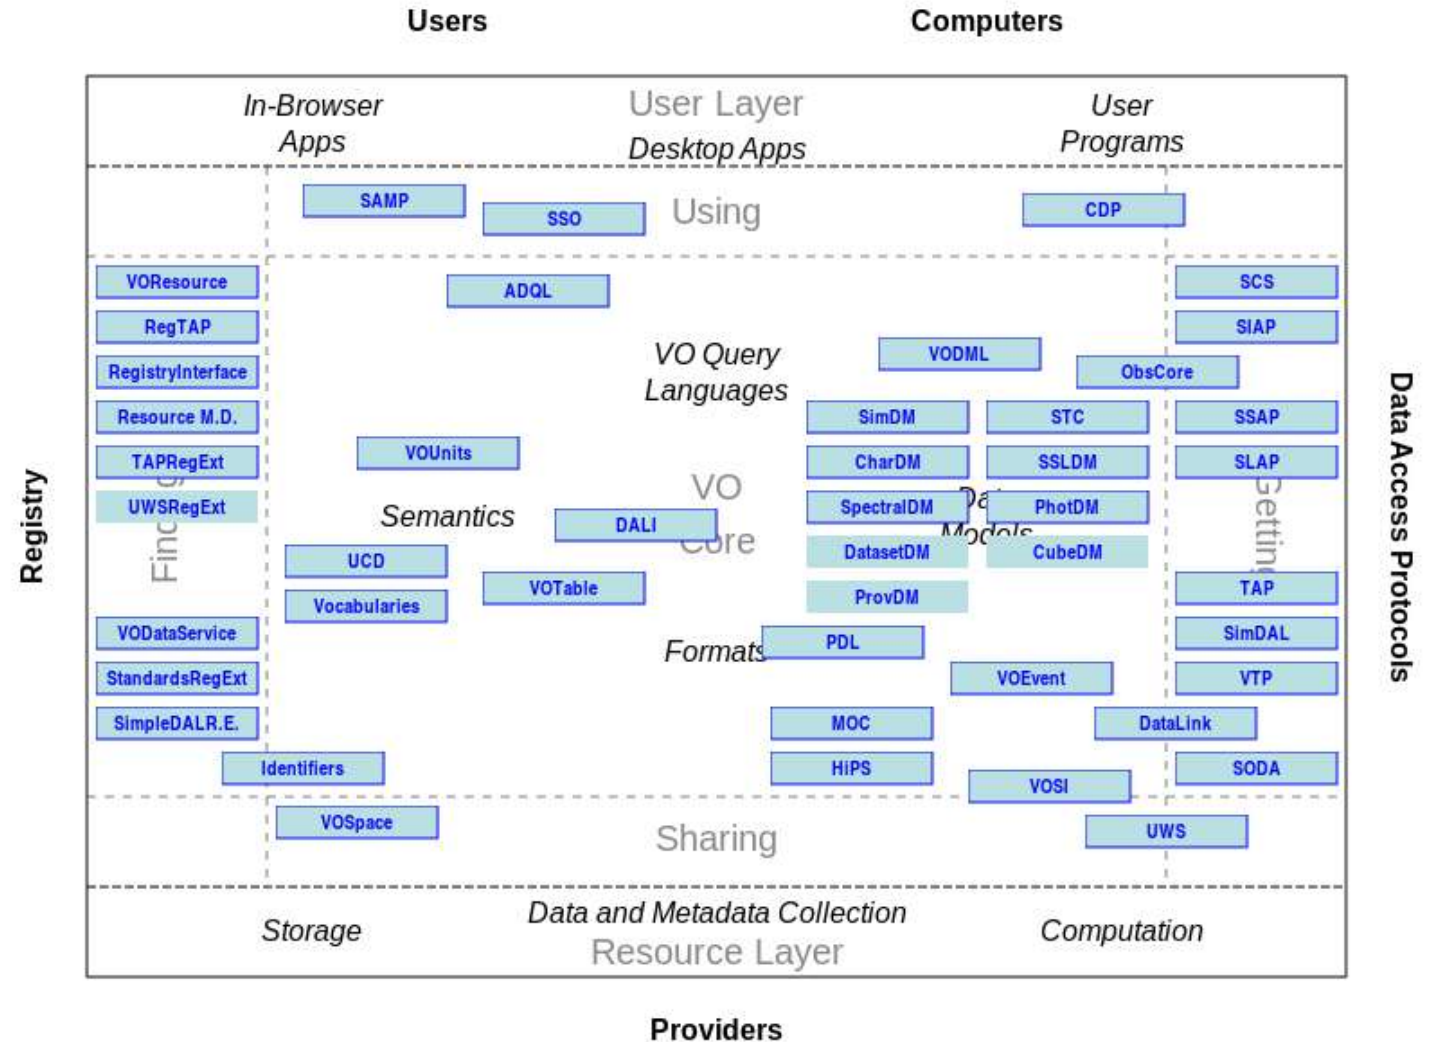 Users
Computers
In-Browser
Apps
User Layer
Desktop Apps
User
Programs
SAMP
SSO
Using
CDP
VOResource
RegTAP
RegistryInterface
Resource M.D.
TAPRegExt
UWSRegExt
VODataService
StandardsRegExt
SimpleDALR.E.
Identifiers
ADQL
VO Query
Languages
VOUnits
Semantics
UCD
Vocabularies
DALI
VOTable
VO
Core
Formats
VODML
ObsCore
SimDM
STC
CharDM
SSLDM
SpectralDM
PhotDM
Models
DatasetDM
CubeDM
ProvDM
PDL
VOEvent
MOC
HiPS
DataLink
VOSI
SCS
SIAP
SSAP
SLAP
TAP
SimDAL
VTP
SODA
Registry
Data Access Protocols
VOSpace
Sharing
UWS
Storage
Data and Metadata Collection
Resource Layer
Computation
Providers